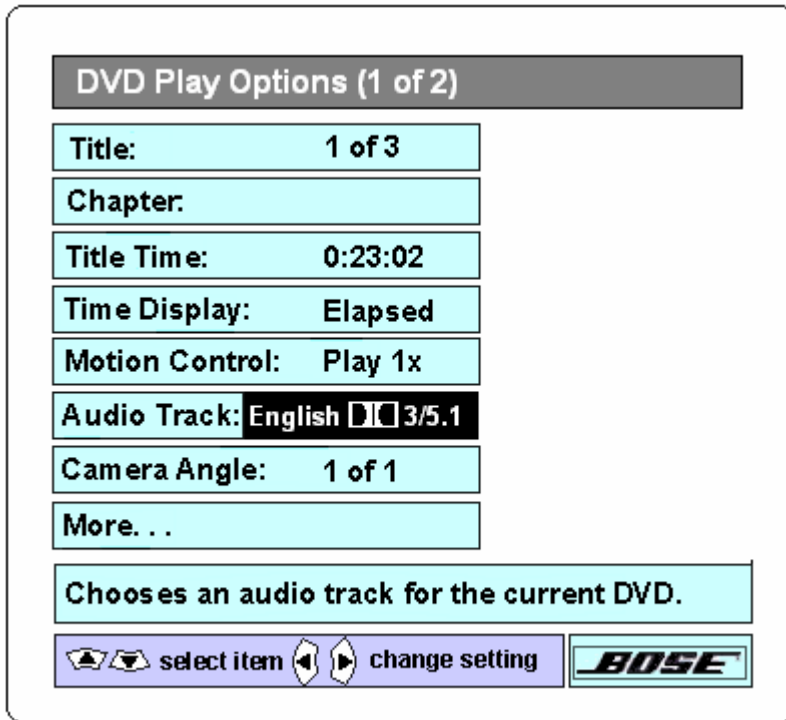 DVD Play Options (1 of 2)
Title: 1 of 3
Chapter:
Title Time: 0:23:02
Time Display: Elapsed
Motion Control: Play 1x
Audio Track: English 3/5.1
Camera Angle: 1 of 1
More. . .
Chooses an audio track for the current DVD.
select item change setting
BOSE